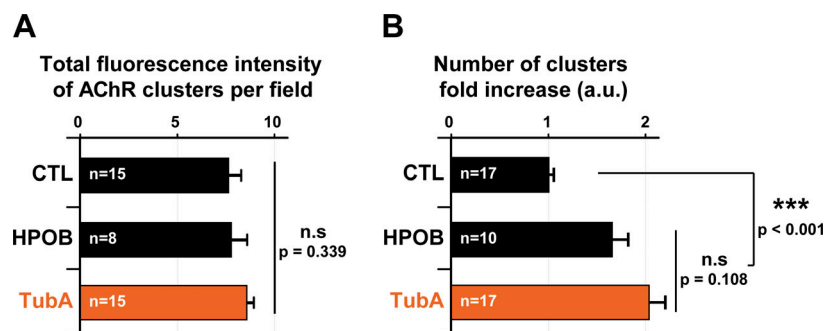 A
Total fluorescence intensity
of AChR clusters per field
0 5 10
CTL n=15
HPOB n=8
TubA n=15
n.s
p = 0.339
B
Number of clusters
fold increase (a.u.)
0 1 2
CTL n=17
HPOB n=10
TubA n=17
***
p < 0.001
n.s
p = 0.108